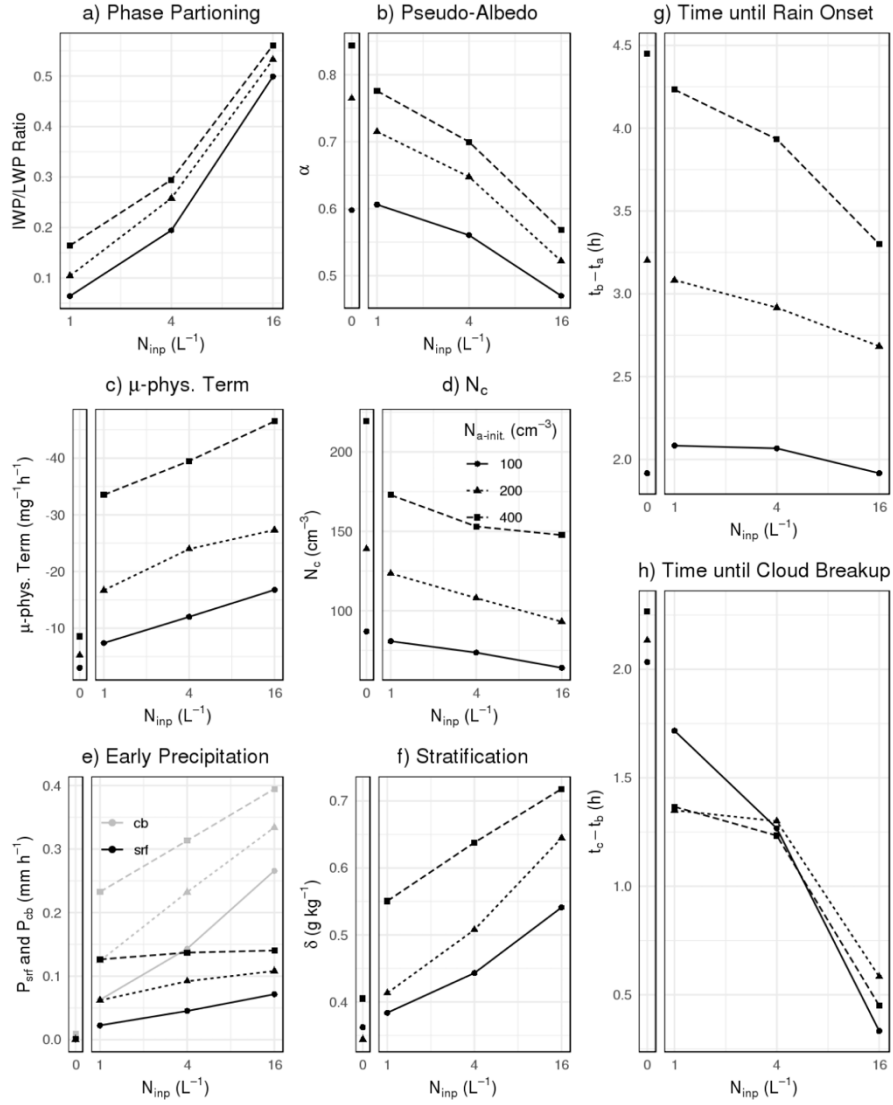 a) Phase Partioning
IWP/LWP Ratio
0.5
0.4
0.3
0.2
0.1
1 4 16
N_inp (L⁻¹)
b) Pseudo-Albedo
α
0.8
0.7
0.6
0.5
0 1 4 16
N_inp (L⁻¹)
c) μ-phys. Term
μ-phys. Term (mg⁻¹h⁻¹)
-40
-30
-20
-10
0 1 4 16
N_inp (L⁻¹)
d) N_c
N_c (cm⁻³)
200
150
100
N_a-init. (cm⁻³)
100
200
400
0 1 4 16
N_inp (L⁻¹)
e) Early Precipitation
P_srf and P_cb (mm h⁻¹)
0.4
0.3
0.2
0.1
0.0
cb
srf
0 1 4 16
N_inp (L⁻¹)
f) Stratification
δ (g kg⁻¹)
0.7
0.6
0.5
0.4
0 1 4 16
N_inp (L⁻¹)
g) Time until Rain Onset
t_b − t_a (h)
4.5
4.0
3.5
3.0
2.5
2.0
0 1 4 16
N_inp (L⁻¹)
h) Time until Cloud Breakup
t_c − t_b (h)
2.0
1.5
1.0
0.5
0 1 4 16
N_inp (L⁻¹)